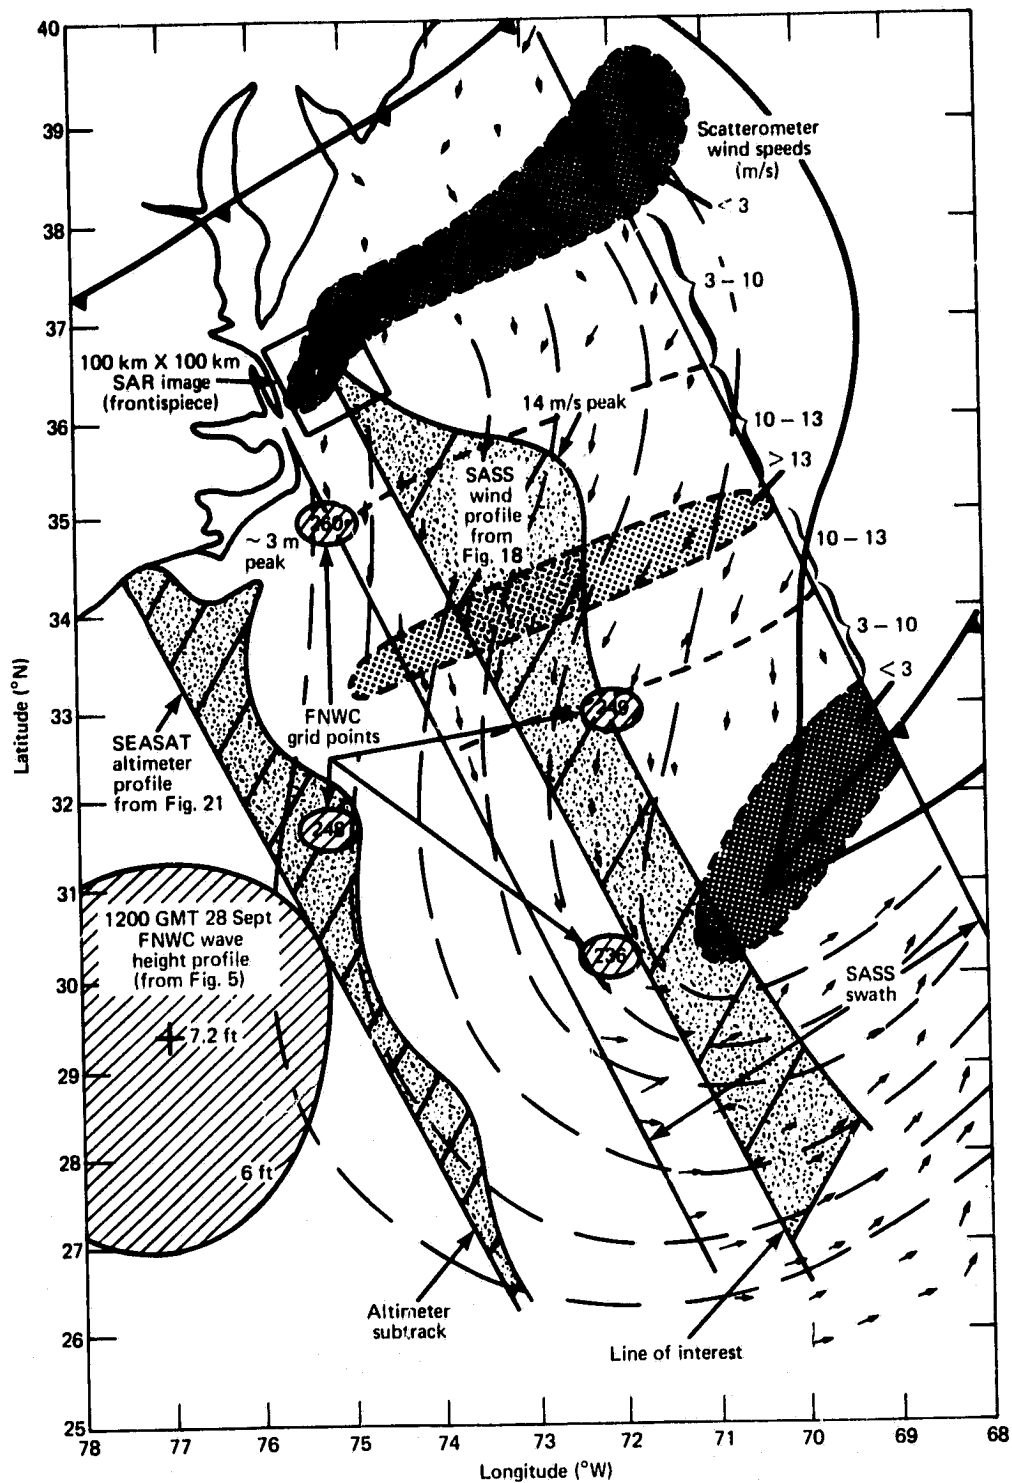 40
39
38
37
36
35
34
33
32
31
30
29
28
27
26
25
Latitude (°N)
78
77
76
75
74
73
72
71
70
69
68
Longitude (°W)
Scatterometer
wind speeds
(m/s)
< 3
3 – 10
10 – 13
> 13
10 – 13
3 – 10
< 3
100 km X 100 km
SAR image
(frontispiece)
14 m/s peak
SASS
wind
profile
from
Fig. 18
260
~ 3 m
peak
FNWC
grid points
249
248
236
SEASAT
altimeter
profile
from Fig. 21
1200 GMT 28 Sept
FNWC wave
height profile
(from Fig. 5)
7.2 ft
6 ft
SASS
swath
Altimeter
subtrack
Line of interest